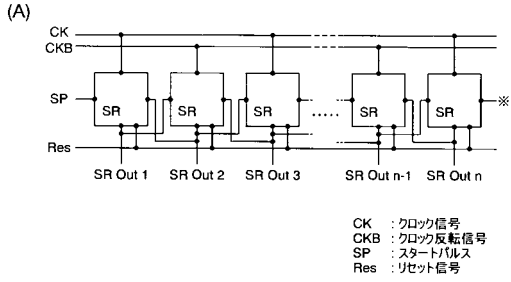 (A)
CK
CKB
SP
SR
SR
SR
.....
SR
SR
※
Res
SR Out 1
SR Out 2
SR Out 3
SR Out n-1
SR Out n
CK : クロック信号
CKB : クロック反転信号
SP : スタートパルス
Res : リセット信号